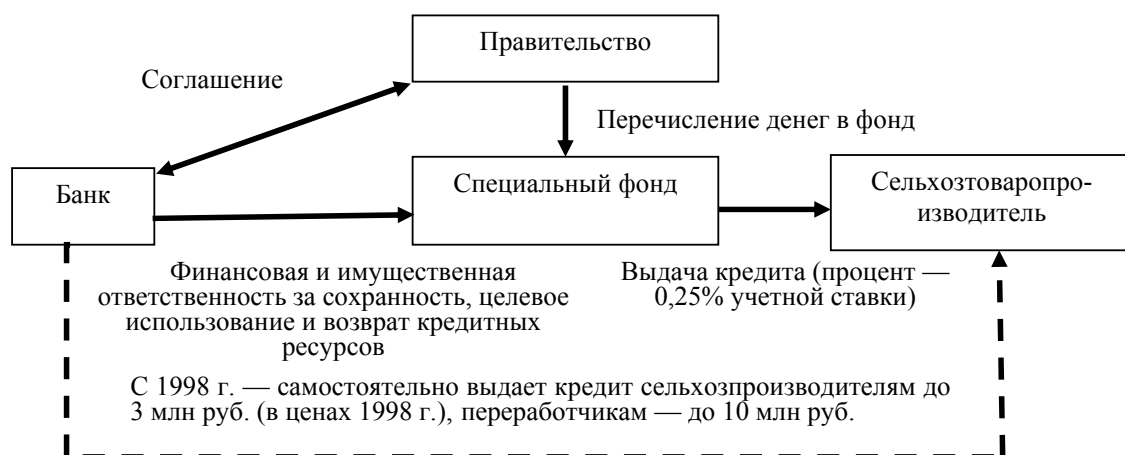 Правительство
Соглашение
Перечисление денег в фонд
Банк
Специальный фонд
Сельхозтоваропро-
изводитель
Финансовая и имущественная
ответственность за сохранность, целевое
использование и возврат кредитных
ресурсов
Выдача кредита (процент —
0,25% учетной ставки)
С 1998 г. — самостоятельно выдает кредит сельхозпроизводителям до
3 млн руб. (в ценах 1998 г.), переработчикам — до 10 млн руб.